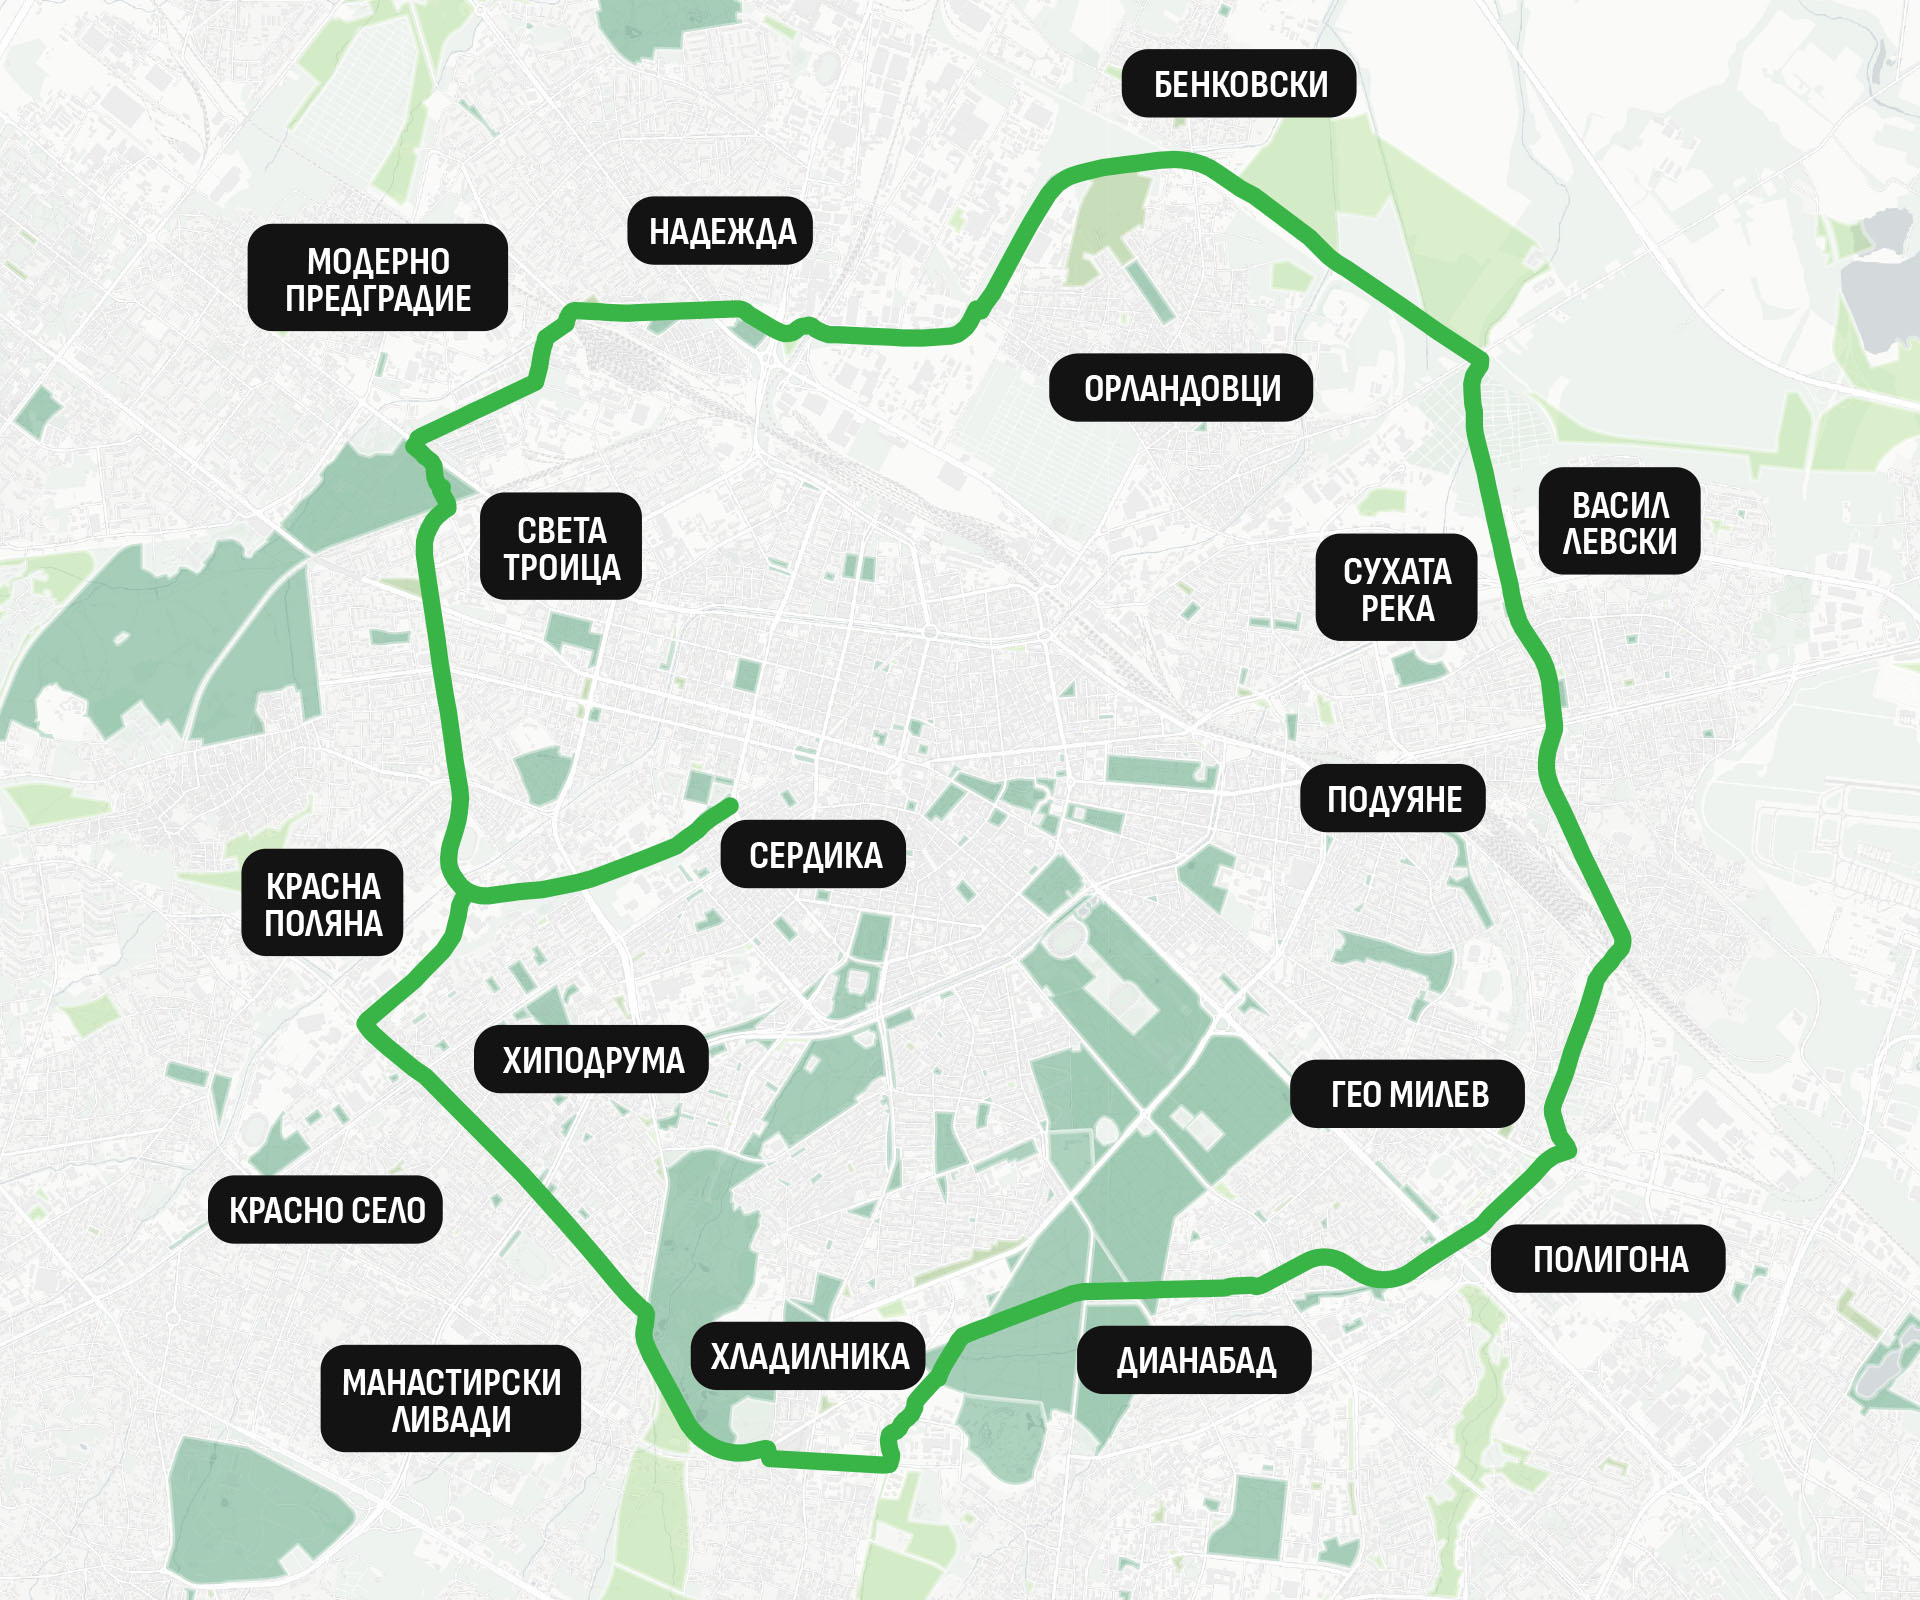 БЕНКОВСКИ
НАДЕЖДА
МОДЕРНО
ПРЕДГРАДИЕ
ОРЛАНДОВЦИ
ВАСИЛ
ЛЕВСКИ
СВЕТА
ТРОИЦА
СУХАТА
РЕКА
ПОДУЯНЕ
СЕРДИКА
КРАСНА
ПОЛЯНА
ХИПОДРУМА
ГЕО МИЛЕВ
КРАСНО СЕЛО
ПОЛИГОНА
ХЛАДИЛНИКА
ДИАНАБАД
МАНАСТИРСКИ
ЛИВАДИ